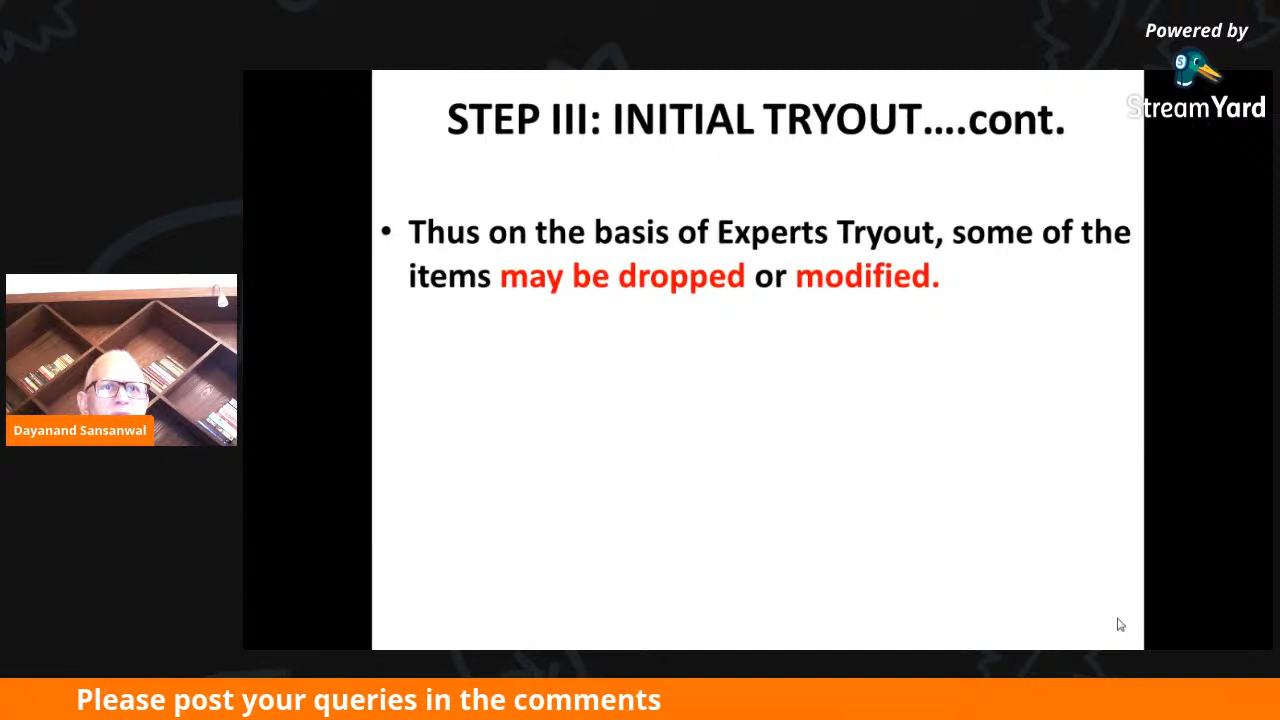 Powered by
StreamYard
STEP III: INITIAL TRYOUT....cont.
• Thus on the basis of Experts Tryout, some of the
items may be dropped or modified.
Dayanand Sansanwal
Please post your queries in the comments